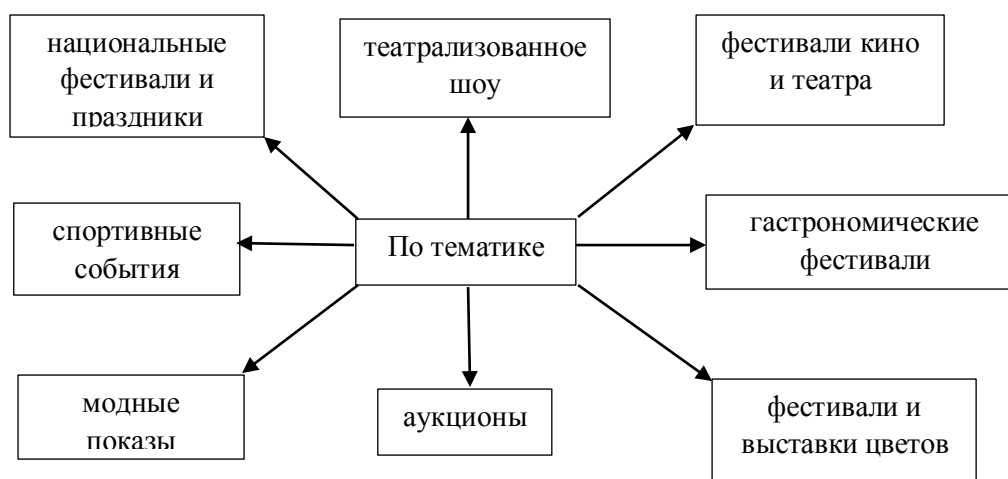 национальные
фестивали и
праздники
театрализованное
шоу
фестивали кино
и театра
спортивные
события
По тематике
гастрономические
фестивали
модные
показы
аукционы
фестивали и
выставки цветов